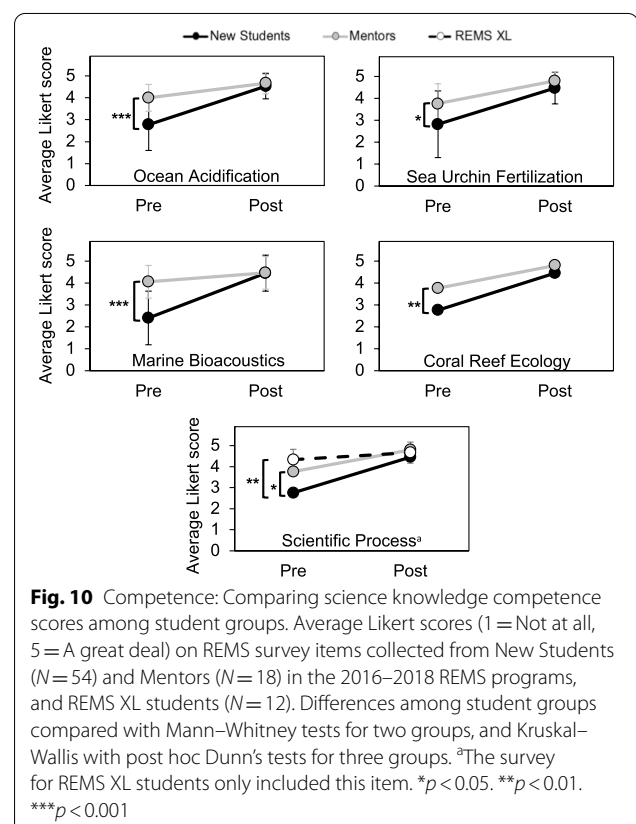 New Students Mentors REMS XL
Average Likert score
5
4
3
2
1
0
***
Ocean Acidification
Pre Post
5
4
3
2
1
0
*
Sea Urchin Fertilization
Pre Post
Average Likert score
5
4
3
2
1
0
***
Marine Bioacoustics
Pre Post
5
4
3
2
1
0
**
Coral Reef Ecology
Pre Post
Average Likert score
5
4
3
2
1
0
** *
Scientific Processᵃ
Pre Post
Fig. 10 Competence: Comparing science knowledge competence
scores among student groups. Average Likert scores (1 = Not at all,
5 = A great deal) on REMS survey items collected from New Students
(N = 54) and Mentors (N = 18) in the 2016–2018 REMS programs,
and REMS XL students (N = 12). Differences among student groups
compared with Mann–Whitney tests for two groups, and Kruskal–
Wallis with post hoc Dunn's tests for three groups. ᵃThe survey
for REMS XL students only included this item. *p < 0.05. **p < 0.01.
***p < 0.001